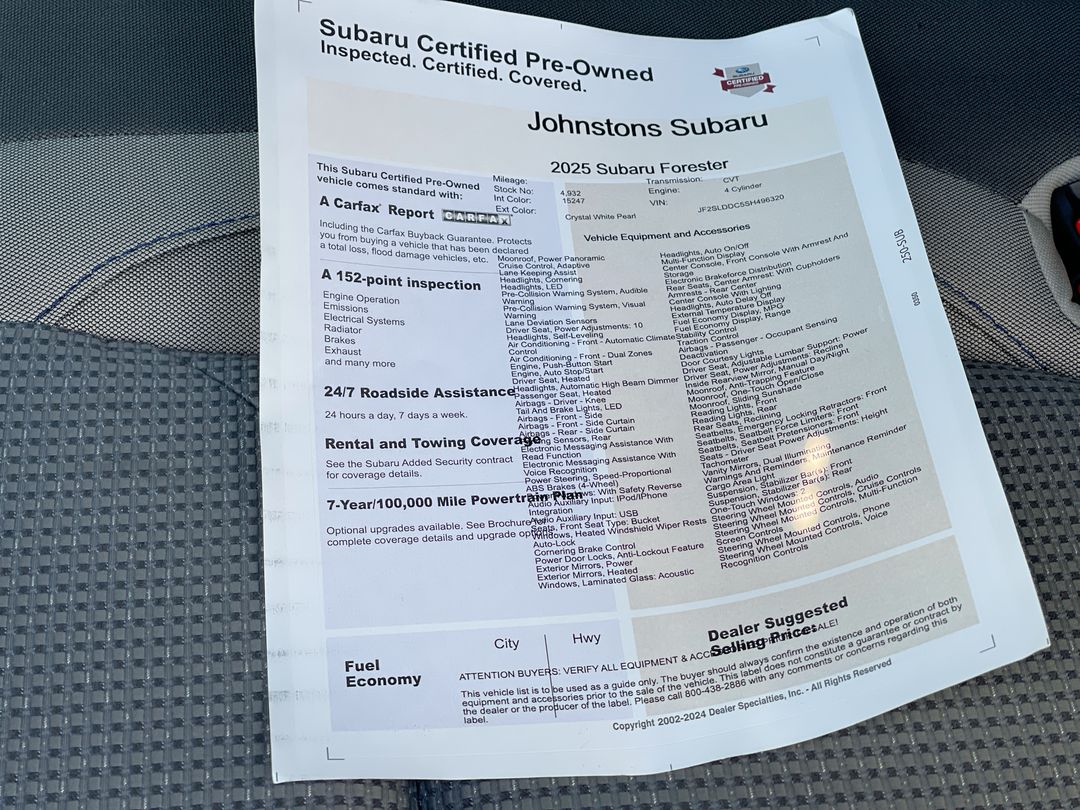 Subaru Certified Pre-Owned
Inspected. Certified. Covered.
CERTIFIED
Johnstons Subaru
2025 Subaru Forester
This Subaru Certified Pre-Owned
vehicle comes standard with:
A Carfax® Report CARFAX
Including the Carfax Buyback Guarantee. Protects
you from buying a vehicle that has been declared
a total loss, flood damage vehicles, etc.
A 152-point inspection
Engine Operation
Emissions
Electrical Systems
Radiator
Brakes
Exhaust
and many more
24/7 Roadside Assistance
24 hours a day, 7 days a week.
Rental and Towing Coverage
See the Subaru Added Security contract
for coverage details.
7-Year/100,000 Mile Powertrain Plan
Optional upgrades available. See Brochure for
complete coverage details and upgrade options.
Mileage:
Stock No:
Int Color:
Ext Color:
4,932
15247
Crystal White Pearl
Transmission: CVT
Engine: 4 Cylinder
VIN: JF2SLDDC5SH496320
Vehicle Equipment and Accessories
Moonroof, Power Panoramic
Cruise Control, Adaptive
Lane Keeping Assist
Headlights, Cornering
Headlights, LED
Pre-Collision Warning System, Audible
Warning
Pre-Collision Warning System, Visual
Warning
Lane Deviation Sensors
Driver Seat, Power Adjustments: 10
Headlights, Self-Leveling
Air Conditioning - Front - Automatic Climate
Control
Air Conditioning - Front - Dual Zones
Engine, Push-Button Start
Engine, Auto Stop/Start
Driver Seat, Heated
Headlights, Automatic High Beam Dimmer
Passenger Seat, Heated
Airbags - Driver - Knee
Tail And Brake Lights, LED
Airbags - Front - Side
Airbags - Front - Side Curtain
Airbags - Rear - Side Curtain
Sensors, Rear
Electronic Messaging Assistance With
Read Function
Electronic Messaging Assistance With
Voice Recognition
Power Steering, Speed-Proportional
ABS Brakes (4-Wheel)
With Safety Reverse
Audio Auxiliary Input: IPod/IPhone
Integration
Audio Auxiliary Input: USB
Seats, Front Seat Type: Bucket
Windows, Heated Windshield Wiper Rests
Auto-Lock
Cornering Brake Control
Power Door Locks, Anti-Lockout Feature
Exterior Mirrors, Power
Exterior Mirrors, Heated
Windows, Laminated Glass: Acoustic
Headlights, Auto On/Off
Multi-Function Display
Center Console, Front Console With Armrest And
Storage
Electronic Brakeforce Distribution
Rear Seats, Center Armrest: With Cupholders
Armrests - Rear Center
Center Console With Lighting
Headlights, Auto Delay Off
External Temperature Display
Fuel Economy Display, MPG
Fuel Economy Display, Range
Stability Control
Traction Control
Airbags - Passenger - Occupant Sensing
Deactivation
Door Courtesy Lights
Driver Seat, Adjustable Lumbar Support: Power
Driver Seat, Power Adjustments: Recline
Inside Rearview Mirror, Manual Day/Night
Moonroof, Anti-Trapping Feature
Moonroof, One-Touch Open/Close
Moonroof, Sliding Sunshade
Reading Lights, Front
Reading Lights, Rear
Rear Seats, Reclining
Seatbelts, Emergency Locking Retractors: Front
Seatbelts, Seatbelt Force Limiters: Front
Seatbelts, Seatbelt Pretensioners: Front
Seats - Driver Seat Power Adjustments: Height
Tachometer
Vanity Mirrors, Dual Illuminating
Warnings And Reminders, Maintenance Reminder
Cargo Area Light
Suspension, Stabilizer Bar(s): Front
Suspension, Stabilizer Bar(s): Rear
One-Touch Windows: 2
Steering Wheel Mounted Controls, Audio
Steering Wheel Mounted Controls, Cruise Controls
Steering Wheel Mounted Controls, Multi-Function
Screen Controls
Steering Wheel Mounted Controls, Phone
Steering Wheel Mounted Controls, Voice
Recognition Controls
250-SUB
0390
Fuel
Economy
City
Hwy
Dealer Suggested
Selling Price:
ATTENTION BUYERS: VERIFY ALL EQUIPMENT & SALE!
This vehicle list is to be used as a guide only. The buyer should always confirm the existence and operation of both
equipment and accessories prior to the sale of the vehicle. This label does not constitute a guarantee or contract by
the dealer or the producer of the label. Please call 800-438-2886 with any comments or concerns regarding this
label.
Copyright 2002-2024 Dealer Specialties, Inc. - All Rights Reserved